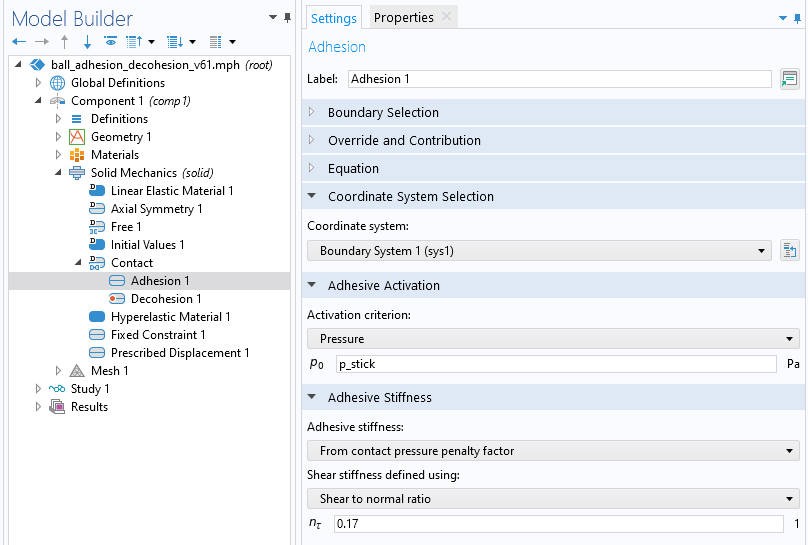 Model Builder
ball_adhesion_decohesion_v61.mph (root)
Global Definitions
Component 1 (comp1)
Definitions
Geometry 1
Materials
Solid Mechanics (solid)
Linear Elastic Material 1
Axial Symmetry 1
Free 1
Initial Values 1
Contact
Adhesion 1
Decohesion 1
Hyperelastic Material 1
Fixed Constraint 1
Prescribed Displacement 1
Mesh 1
Study 1
Results
Settings Properties
Adhesion
Label: Adhesion 1
Boundary Selection
Override and Contribution
Equation
Coordinate System Selection
Coordinate system:
Boundary System 1 (sys1)
Adhesive Activation
Activation criterion:
Pressure
p₀ p_stick Pa
Adhesive Stiffness
Adhesive stiffness:
From contact pressure penalty factor
Shear stiffness defined using:
Shear to normal ratio
nτ 0.17 1